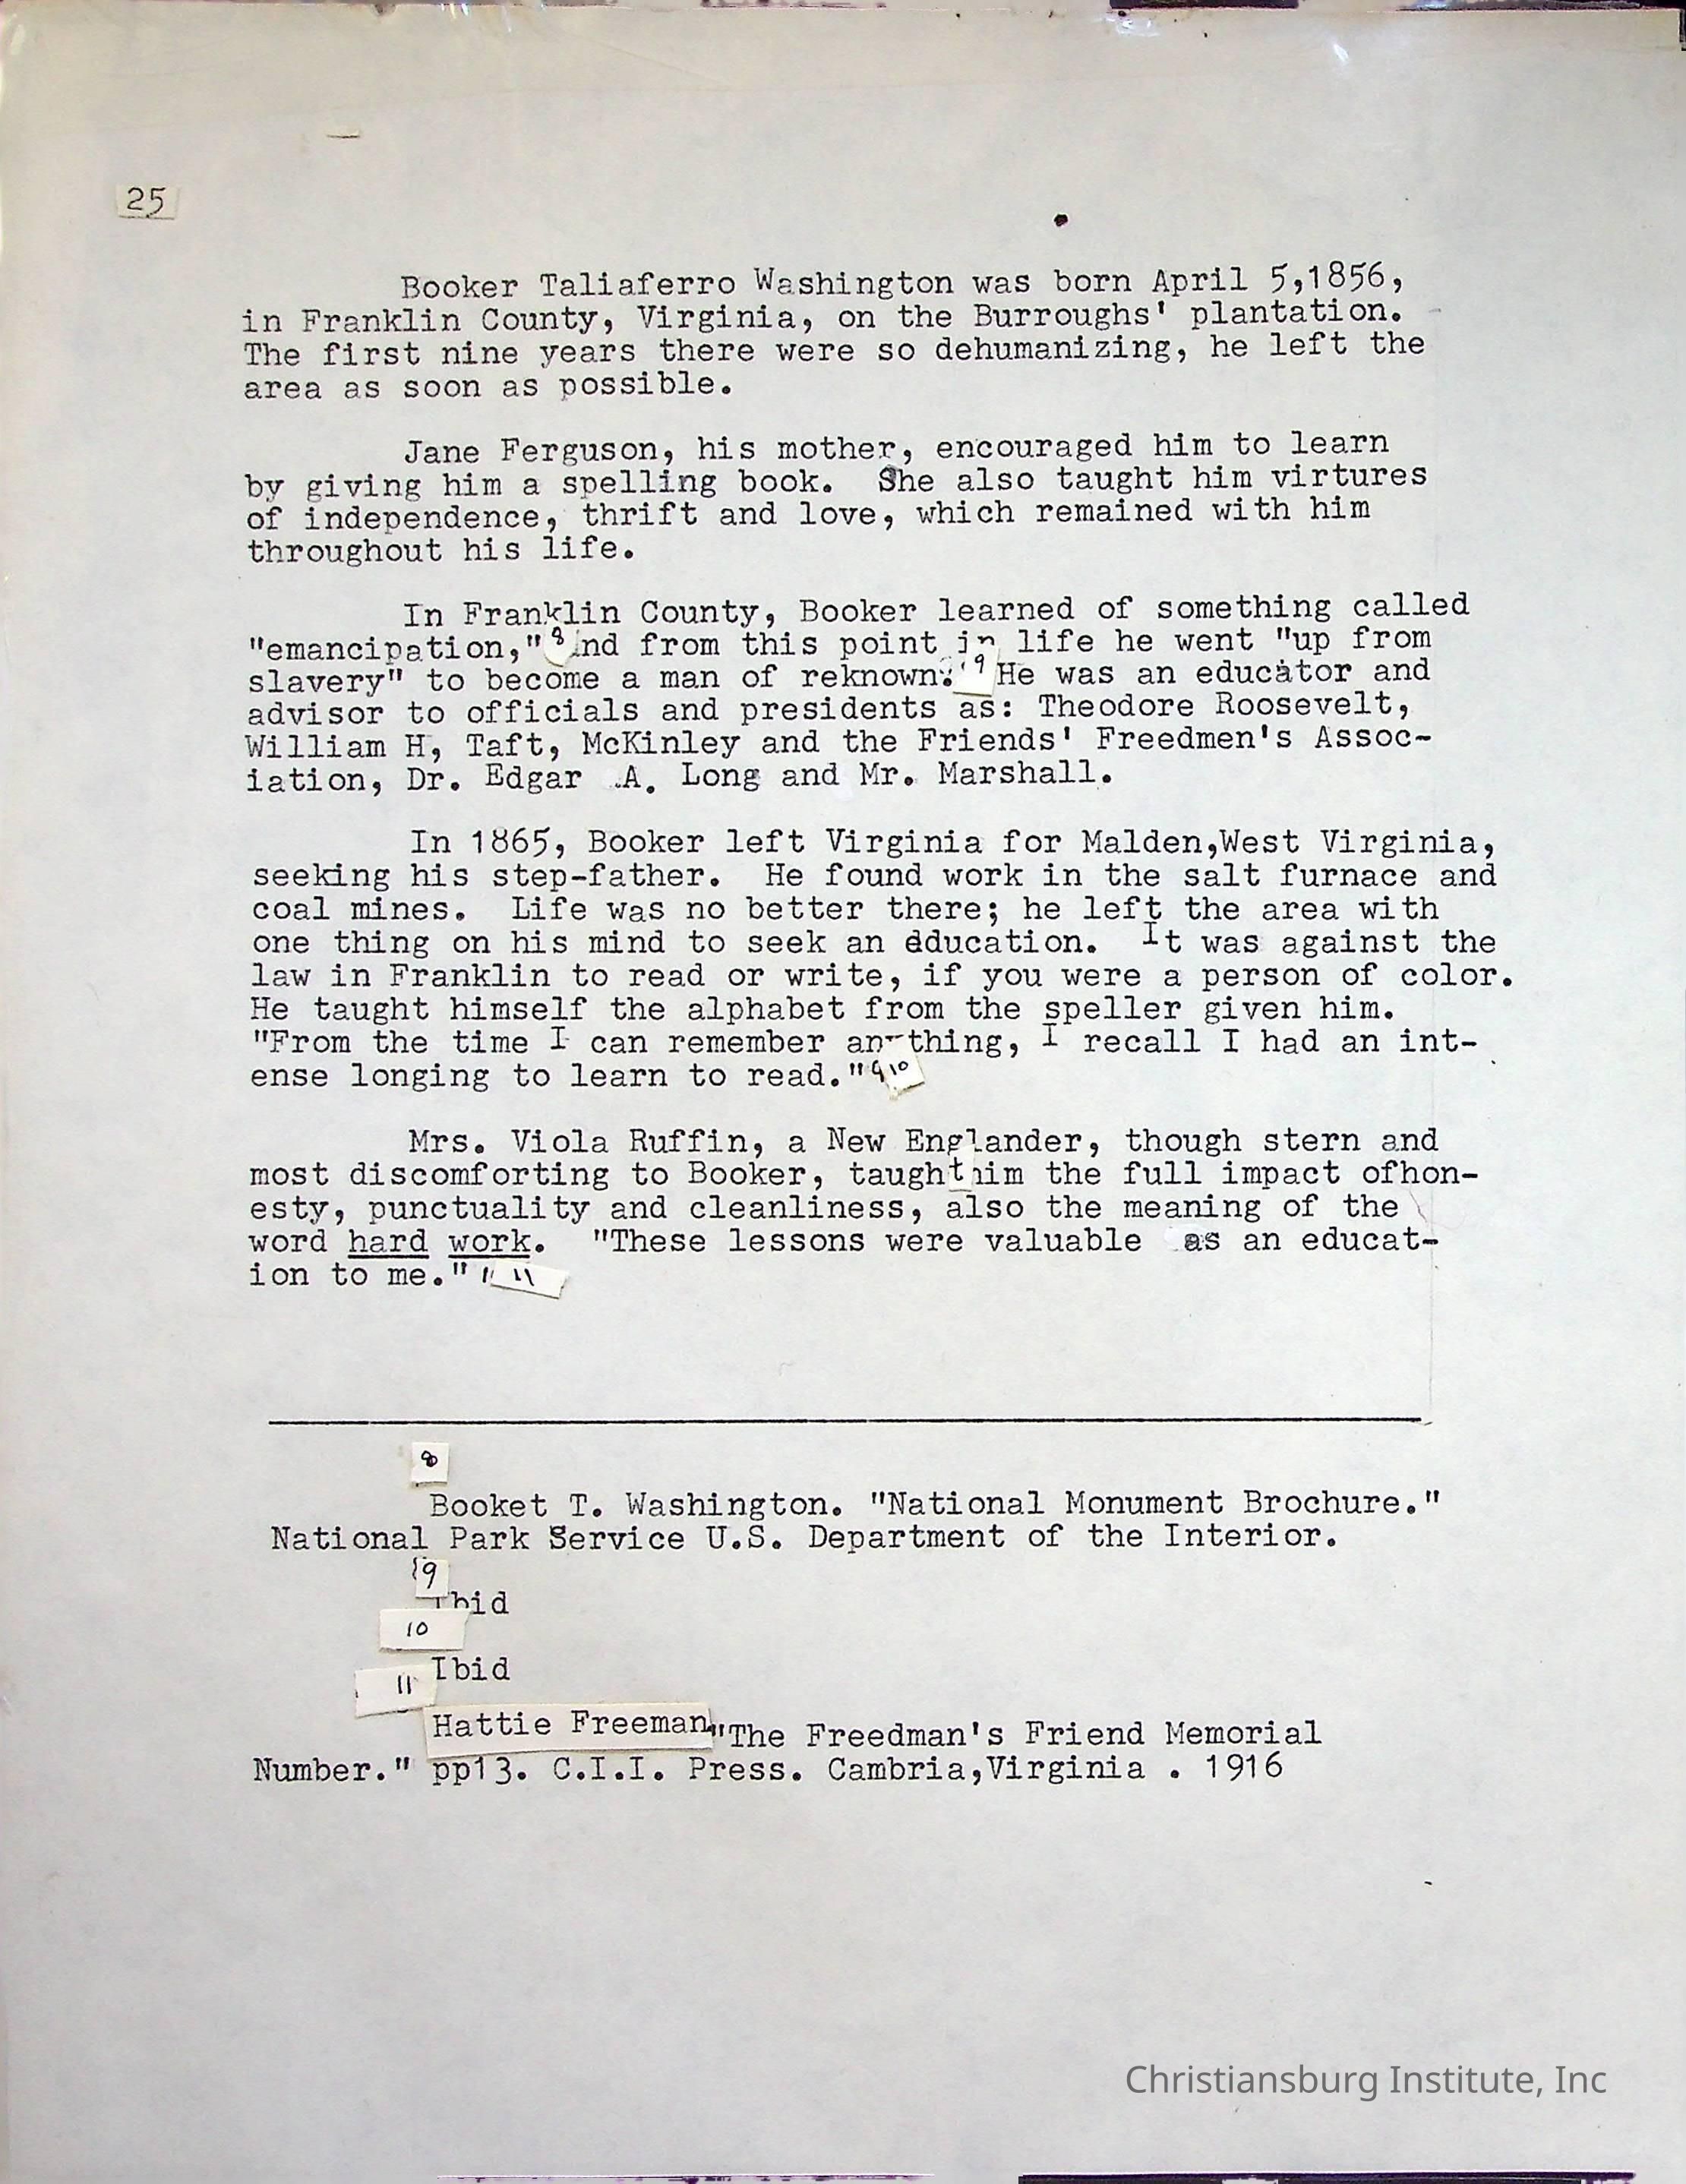 25
Booker Taliaferro Washington was born April 5,1856,
in Franklin County, Virginia, on the Burroughs' plantation.
The first nine years there were so dehumanizing, he left the
area as soon as possible.
Jane Ferguson, his mother, encouraged him to learn
by giving him a spelling book. She also taught him virtures
of independence, thrift and love, which remained with him
throughout his life.
In Franklin County, Booker learned of something called
"emancipation," 8 and from this point in life he went "up from
slavery" to become a man of reknown. 9 He was an educator and
advisor to officials and presidents as: Theodore Roosevelt,
William H, Taft, McKinley and the Friends' Freedmen's Assoc-
iation, Dr. Edgar A. Long and Mr. Marshall.
In 1865, Booker left Virginia for Malden,West Virginia,
seeking his step-father. He found work in the salt furnace and
coal mines. Life was no better there; he left the area with
one thing on his mind to seek an education. It was against the
law in Franklin to read or write, if you were a person of color.
He taught himself the alphabet from the speller given him.
"From the time I can remember anything, I recall I had an int-
ense longing to learn to read." 10
Mrs. Viola Ruffin, a New Englander, though stern and
most discomforting to Booker, taught him the full impact ofhon-
esty, punctuality and cleanliness, also the meaning of the
word hard work. "These lessons were valuable as an educat-
ion to me." 11
8
Booket T. Washington. "National Monument Brochure."
National Park Service U.S. Department of the Interior.
9
Ibid
10
Ibid
11
Hattie Freeman, "The Freedman's Friend Memorial
Number." pp13. C.I.I. Press. Cambria,Virginia . 1916
Christiansburg Institute, Inc